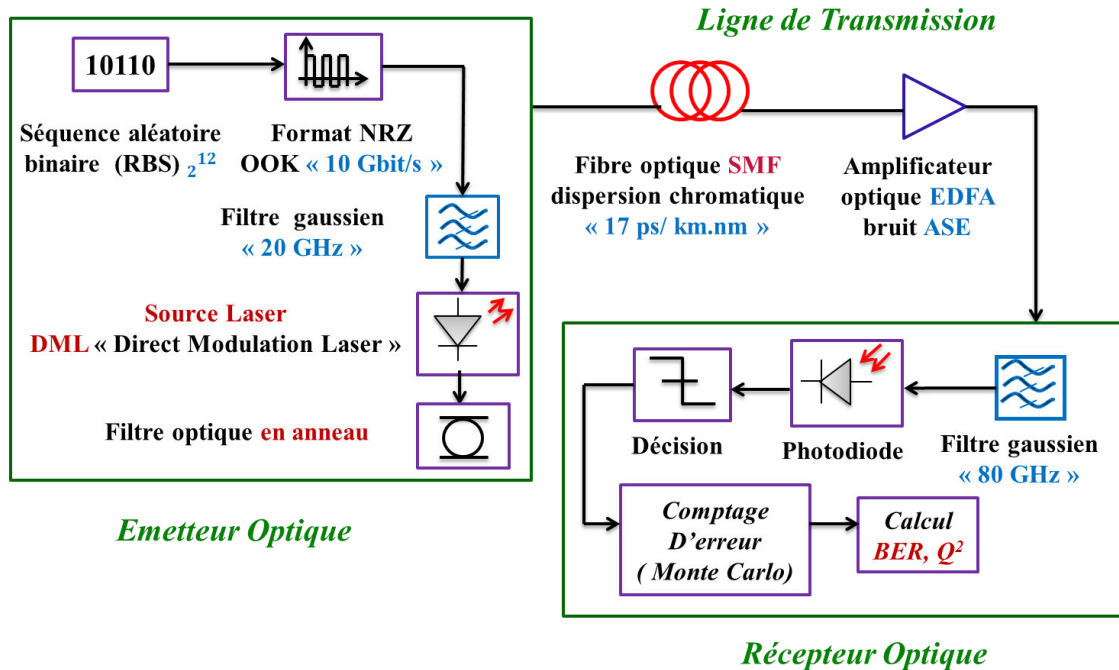 Ligne de Transmission
10110
Séquence aléatoire
binaire (RBS) 2^12
Format NRZ
OOK « 10 Gbit/s »
Filtre gaussien
« 20 GHz »
Source Laser
DML « Direct Modulation Laser »
Filtre optique en anneau
Emetteur Optique
Fibre optique SMF
dispersion chromatique
« 17 ps/ km.nm »
Amplificateur
optique EDFA
bruit ASE
Filtre gaussien
« 80 GHz »
Photodiode
Décision
Comptage
D'erreur
( Monte Carlo)
Calcul
BER, Q²
Récepteur Optique